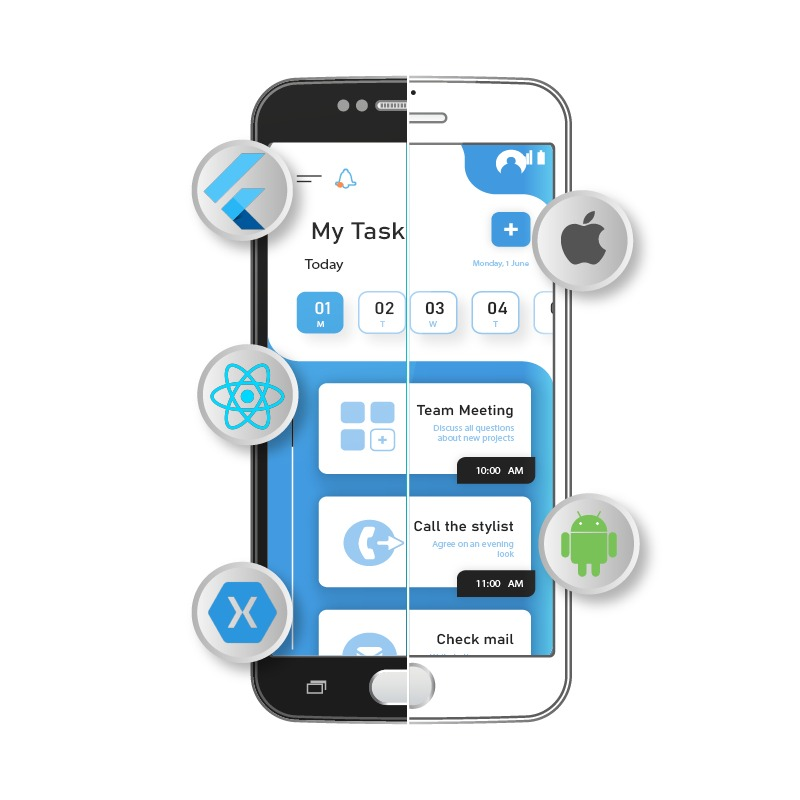 My Task
Today
Monday, 1 June
01 02 03 04
M T W T
Team Meeting
Discuss all questions
about new projects
10:00 AM
Call the stylist
Agree on an evening
look
11:00 AM
Check mail